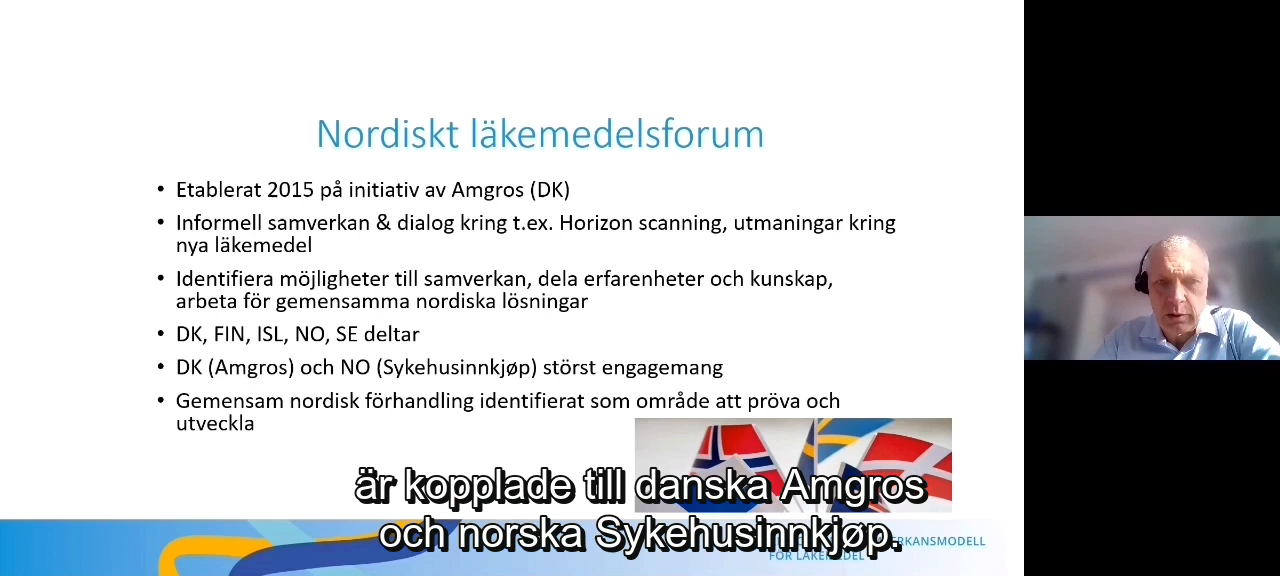 Nordiskt läkemedelsforum
• Etablerat 2015 på initiativ av Amgros (DK)
• Informell samverkan & dialog kring t.ex. Horizon scanning, utmaningar kring
nya läkemedel
• Identifiera möjligheter till samverkan, dela erfarenheter och kunskap,
arbeta för gemensamma nordiska lösningar
• DK, FIN, ISL, NO, SE deltar
• DK (Amgros) och NO (Sykehusinnkjøp) störst engagemang
• Gemensam nordisk förhandling identifierat som område att pröva och
utveckla
är kopplade till danska Amgros
och norska Sykehusinnkjøp.
FÖR LÄKEMEDEL